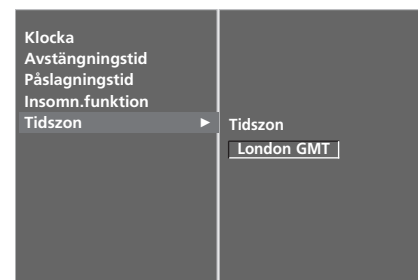 Klocka
Avstängningstid
Påslagningstid
Insomn.funktion
Tidszon ►
Tidszon
London GMT